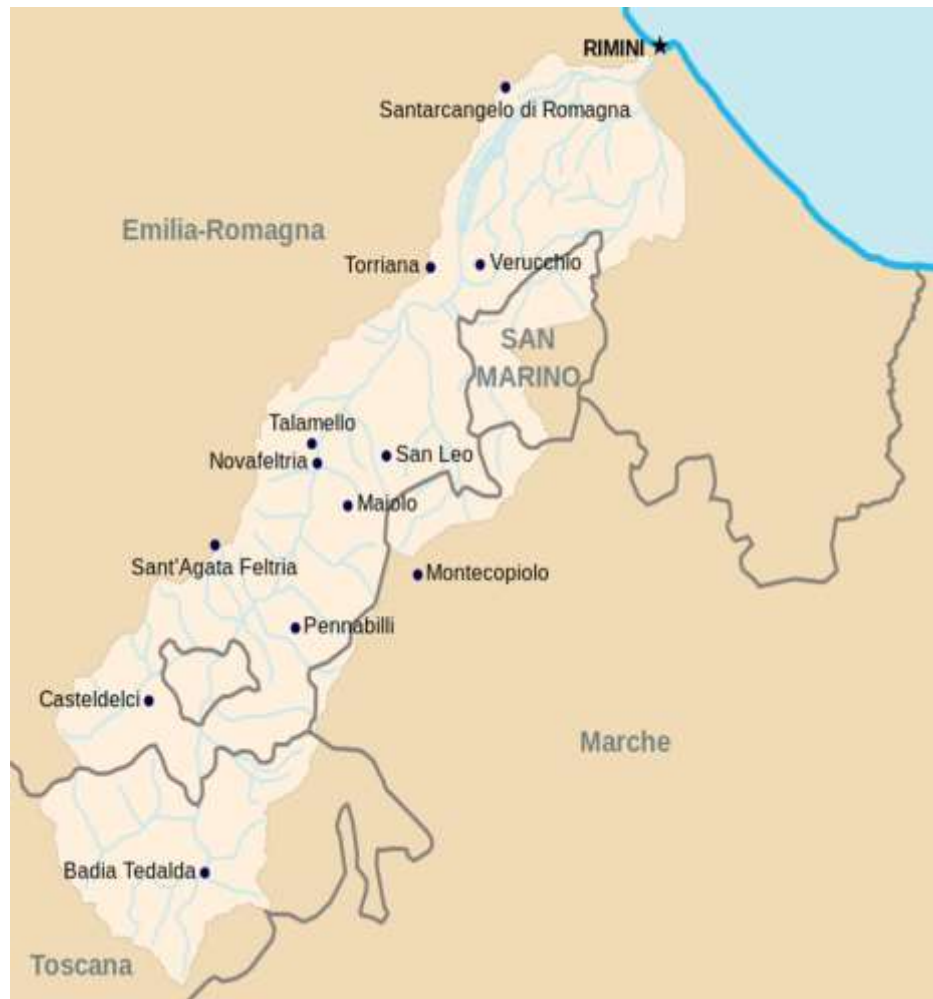 RIMINI
Santarcangelo di Romagna
Emilia-Romagna
Torriana
Verucchio
SAN
MARINO
Talamello
Novafeltria
San Leo
Maiolo
Sant'Agata Feltria
Montecopiolo
Pennabilli
Casteldelci
Marche
Badia Tedalda
Toscana